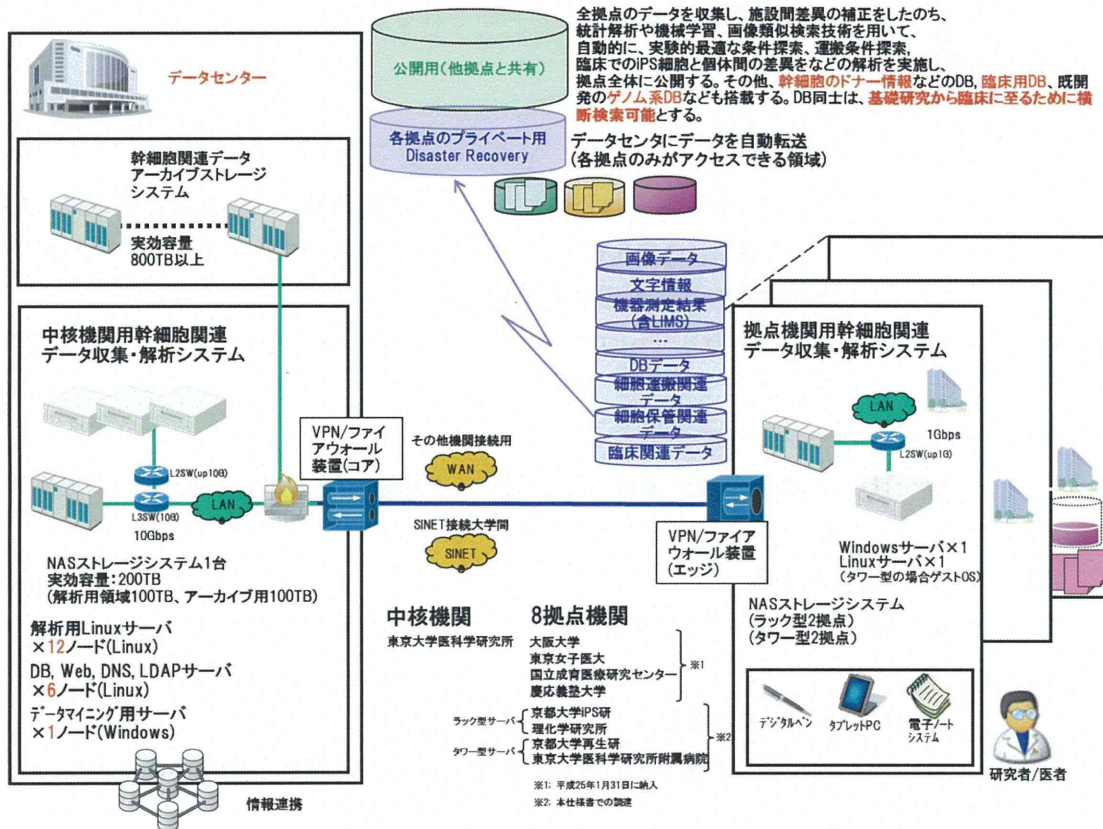 全拠点のデータを収集し、施設間差異の補正をしたのち、
統計解析や機械学習、画像類似検索技術を用いて、
自動的に、実験的最適な条件探索、運搬条件探索,
臨床でのiPS細胞と個体間の差異をなどの解析を実施し、
拠点全体に公開する。その他、幹細胞のドナー情報などのDB, 臨床用DB、既開
発のゲノム系DBなども搭載する。DB同士は、基礎研究から臨床に至るために横
断検索可能とする。
公開用(他拠点と共有)
各拠点のプライベート用
Disaster Recovery
データセンタにデータを自動転送
(各拠点のみがアクセスできる領域)
データセンター
幹細胞関連データ
アーカイブストレージ
システム
実効容量
800TB以上
中核機関用幹細胞関連
データ収集・解析システム
L2SW(up10G)
L3SW(10G)
LAN
10Gbps
VPN/ファイ
アウォール
装置(コア)
NASストレージシステム1台
実効容量:200TB
(解析用領域100TB、アーカイブ用100TB)
解析用Linuxサーバ
×12ノード(Linux)
DB, Web, DNS, LDAPサーバ
×6ノード(Linux)
データマイニング用サーバ
×1ノード(Windows)
情報連携
その他機関接続用
WAN
SINET接続大学間
SINET
画像データ
文字情報
機器測定結果
(含LIMS)
…
DBデータ
細胞運搬関連
データ
細胞保管関連
データ
臨床関連データ
VPN/ファイア
ウォール装置
(エッジ)
拠点機関用幹細胞関連
データ収集・解析システム
LAN
1Gbps
L2SW(up1G)
Windowsサーバ×1
Linuxサーバ×1
(タワー型の場合ゲストOS)
NASストレージシステム
(ラック型2拠点)
(タワー型2拠点)
デジタルペン
タブレットPC
電子ノート
システム
研究者/医者
中核機関
東京大学医科学研究所
8拠点機関
大阪大学
東京女子医大
国立成育医療研究センター
慶応義塾大学
※1
ラック型サーバ
京都大学iPS研
理化学研究所
タワー型サーバ
京都大学再生研
東京大学医科学研究所附属病院
※2
※1: 平成25年1月31日に納入
※2: 本仕様書での調達